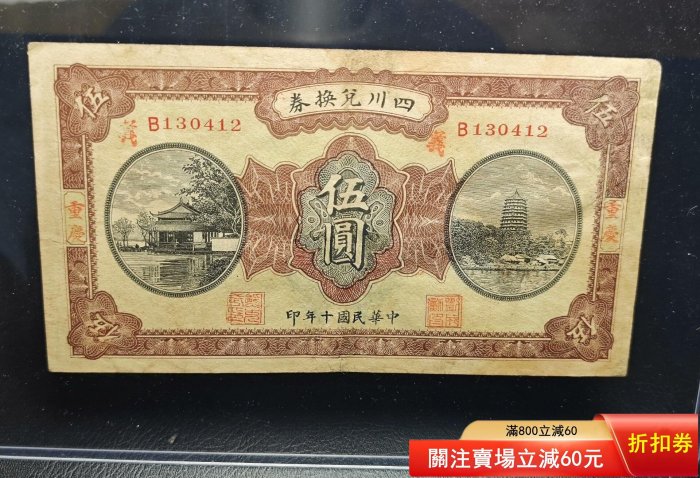 四川兌換券
伍
伍
B130412
B130412
重慶
重慶
伍圓
中華民國十年印
伍
伍
滿800立減60
關注賣場立減60元
折扣券